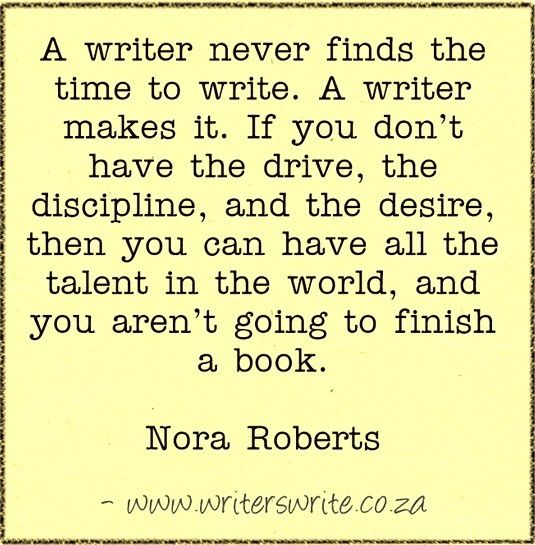 A writer never finds the
time to write. A writer
makes it. If you don't
have the drive, the
discipline, and the desire,
then you can have all the
talent in the world, and
you aren't going to finish
a book.
Nora Roberts
- www.writerswrite.co.za